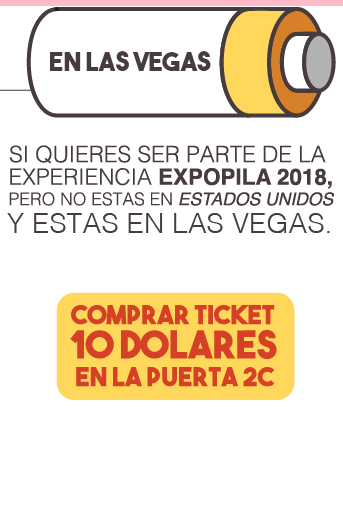 EN LAS VEGAS
SI QUIERES SER PARTE DE LA
EXPERIENCIA EXPOPILA 2018,
PERO NO ESTAS EN ESTADOS UNIDOS
Y ESTAS EN LAS VEGAS.
COMPRAR TICKET
10 DOLARES
EN LA PUERTA 2C